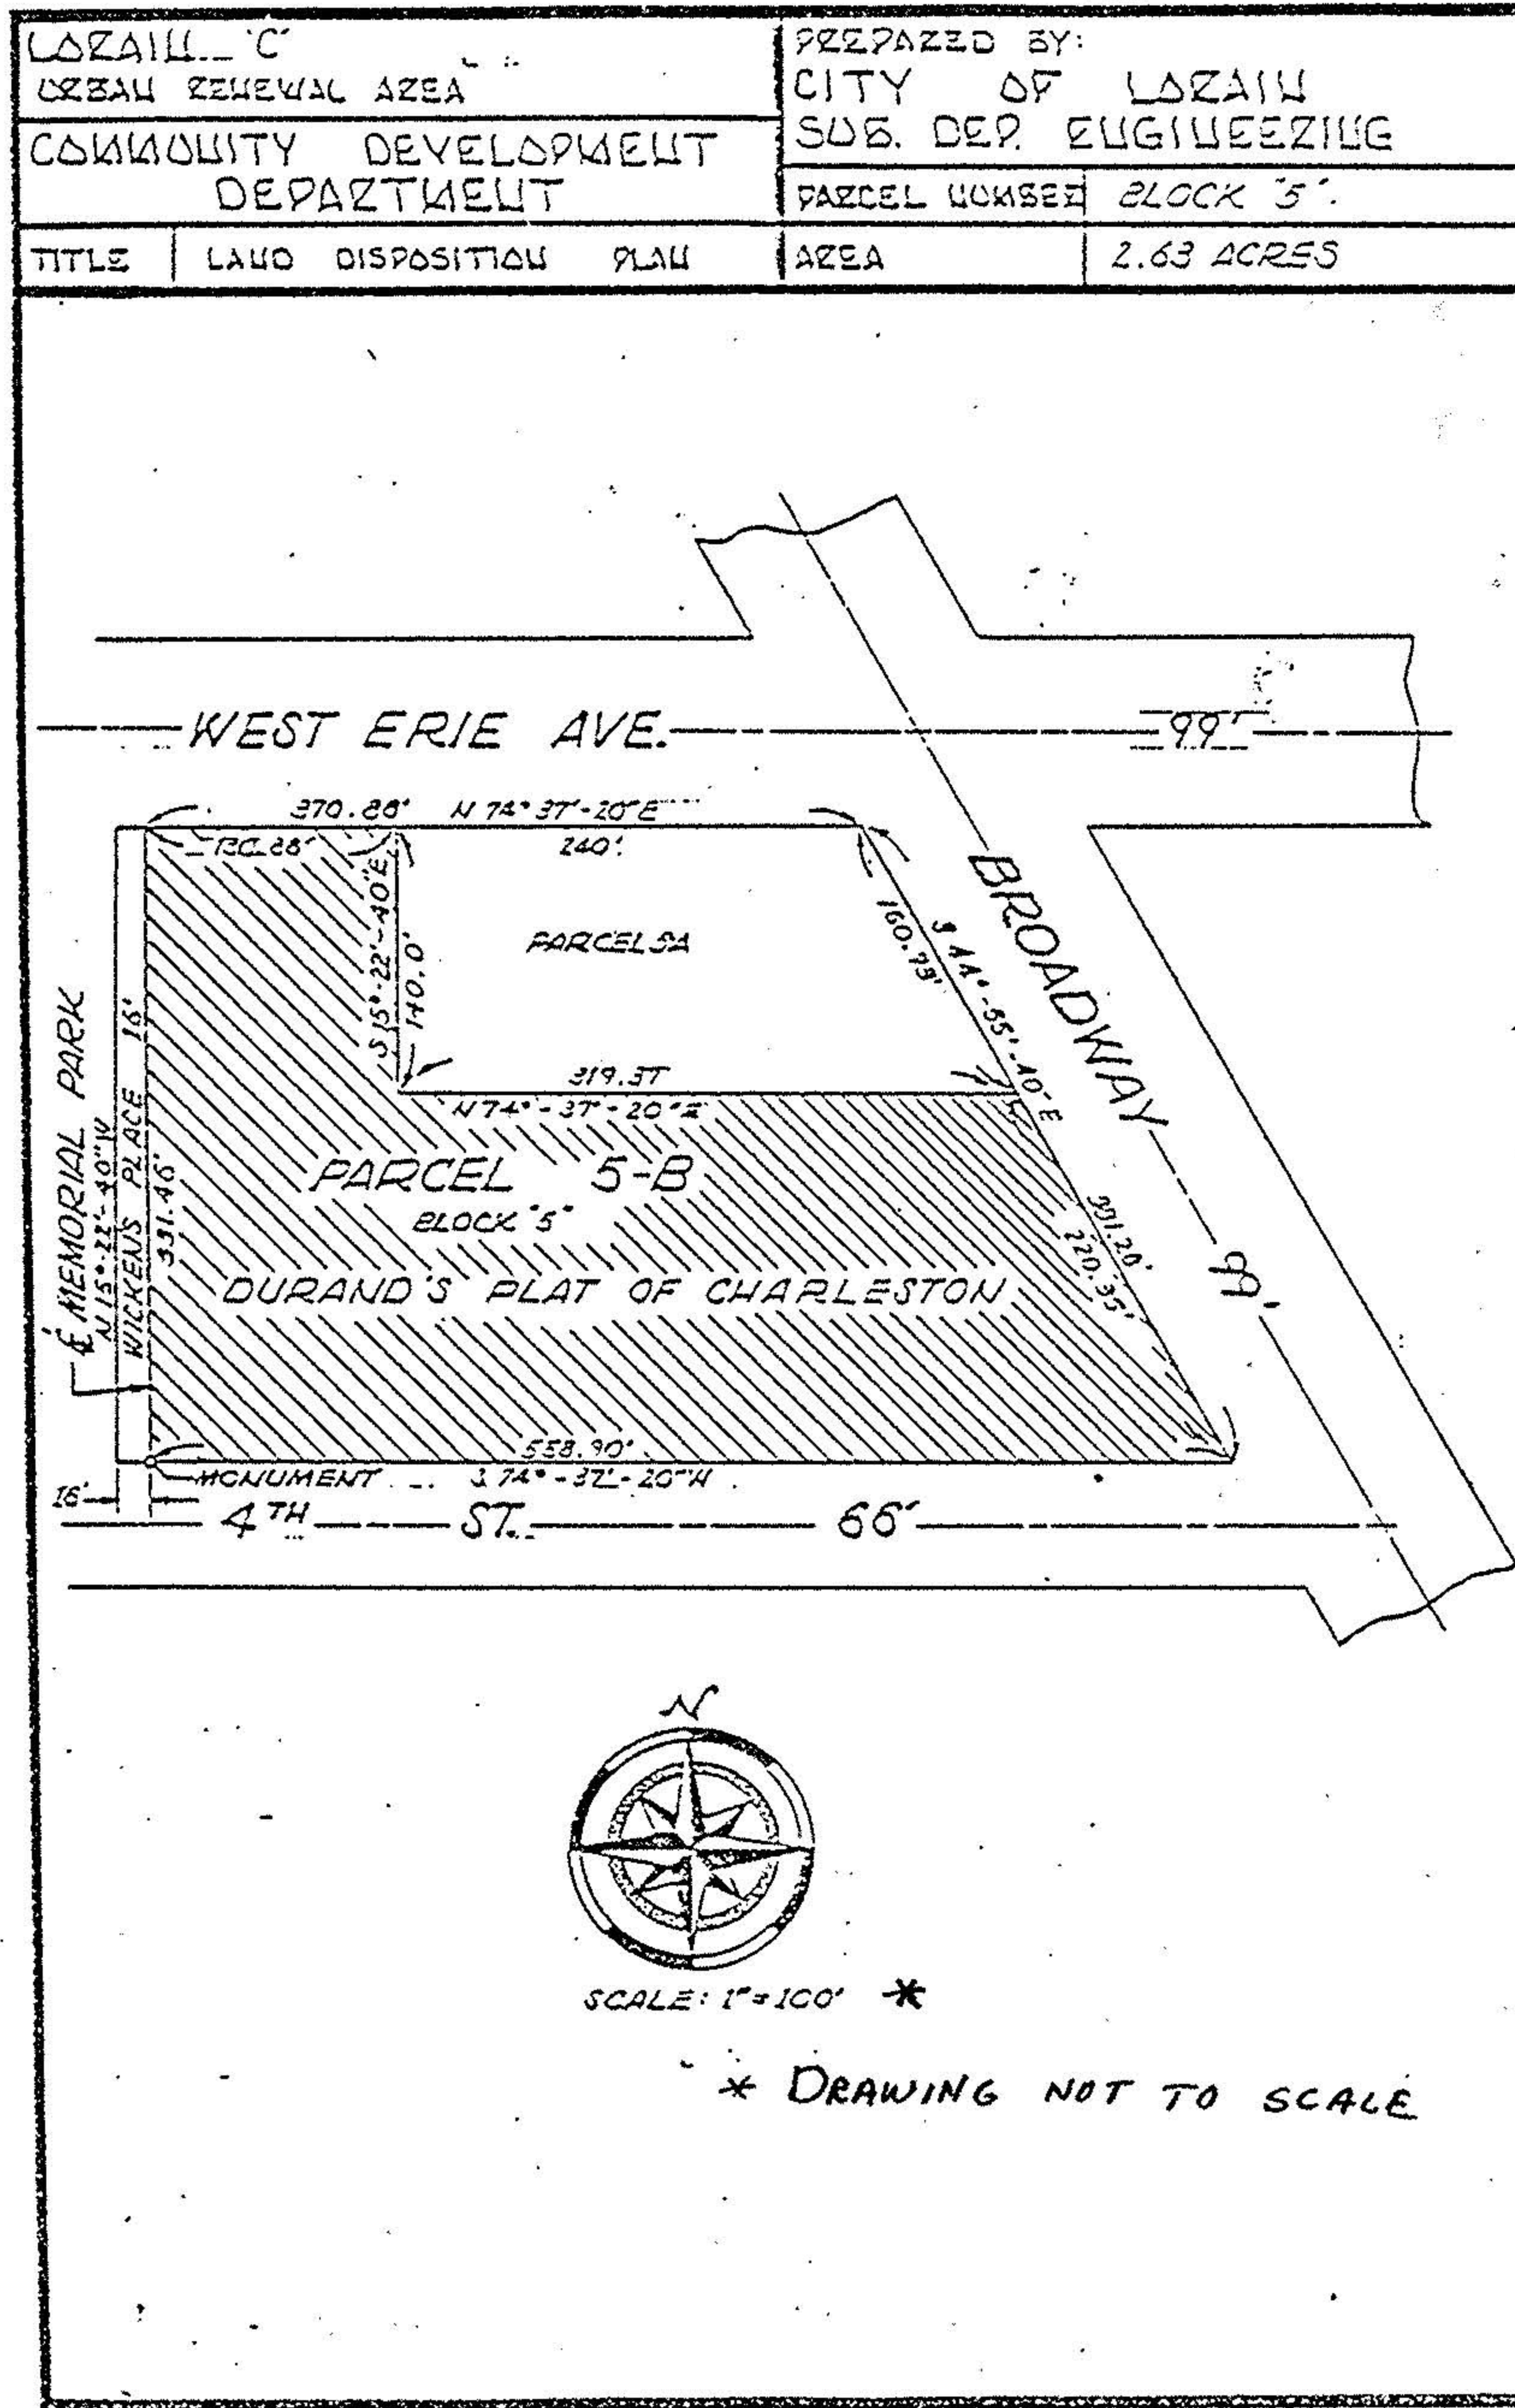 LORAIN "C"
URBAN RENEWAL AREA
COMMUNITY DEVELOPMENT
DEPARTMENT
TITLE LAND DISPOSITION PLAN
PREPARED BY:
CITY OF LORAIN
SUB. DEP. ENGINEERING
PARCEL NUMBER BLOCK "5".
AREA 2.63 ACRES
WEST ERIE AVE. 99'
370.88' N 74°37'-20"E
240'
S 15°-22'-40"E
140.0'
PARCEL 5A
160.73'
S 44°-55'-40"E
BROADWAY 99'
319.37
N 74°-37'-20"E
PARCEL 5-B
BLOCK "5"
DURAND'S PLAT OF CHARLESTON
220.35'
℄ MEMORIAL PARK
N 15°-22'-40"W
WICKENS PLACE 16'
331.46'
558.90'
MONUMENT S 74°-37'-20"W
16'
4TH ST. 66'
N
SCALE: 1"=100' *
* DRAWING NOT TO SCALE